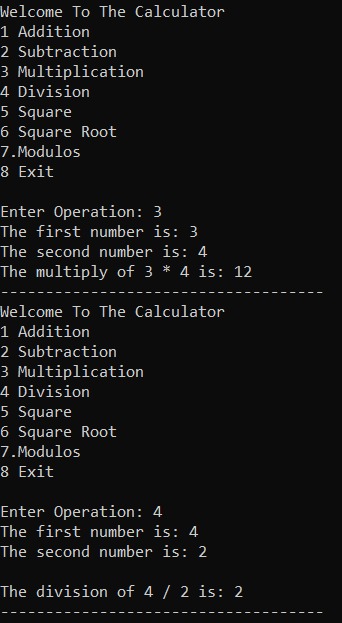 Welcome To The Calculator
1 Addition
2 Subtraction
3 Multiplication
4 Division
5 Square
6 Square Root
7.Modulos
8 Exit
Enter Operation: 3
The first number is: 3
The second number is: 4
The multiply of 3 * 4 is: 12
------------------------------------
Welcome To The Calculator
1 Addition
2 Subtraction
3 Multiplication
4 Division
5 Square
6 Square Root
7.Modulos
8 Exit
Enter Operation: 4
The first number is: 4
The second number is: 2
The division of 4 / 2 is: 2
------------------------------------